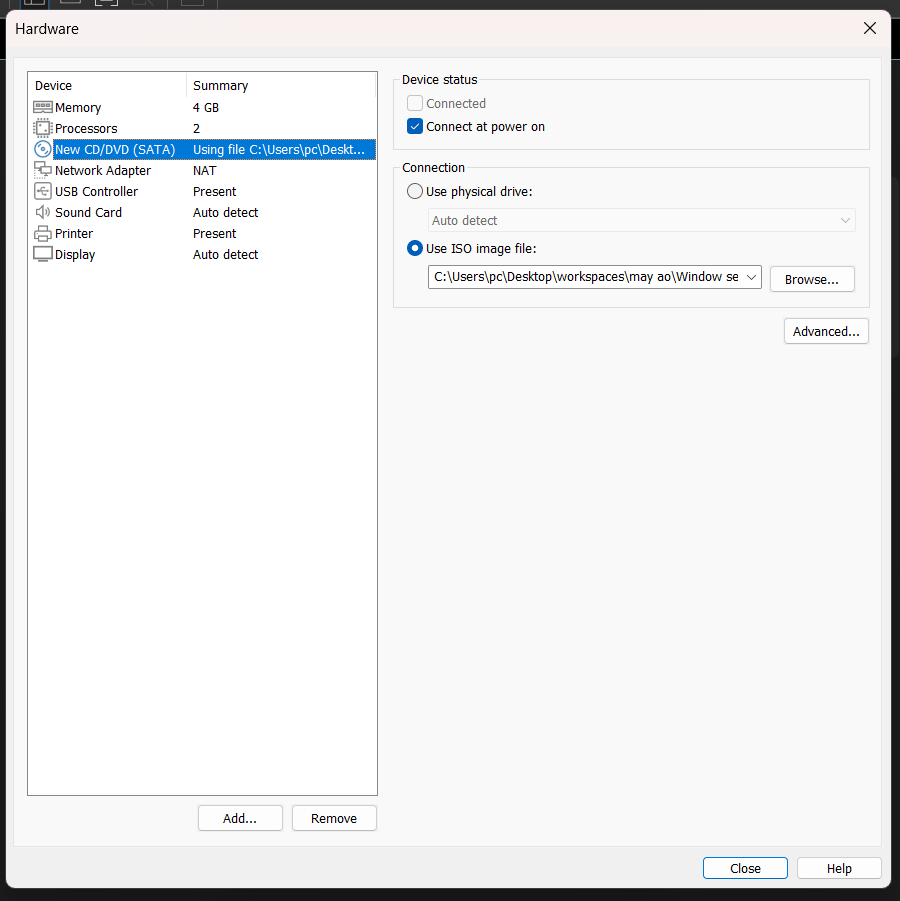 Hardware
Device Summary
Memory 4 GB
Processors 2
New CD/DVD (SATA) Using file C:\Users\pc\Deskt...
Network Adapter NAT
USB Controller Present
Sound Card Auto detect
Printer Present
Display Auto detect
Add... Remove
Device status
Connected
Connect at power on
Connection
Use physical drive:
Auto detect
Use ISO image file:
C:\Users\pc\Desktop\workspaces\may ao\Window se
Browse...
Advanced...
Close Help